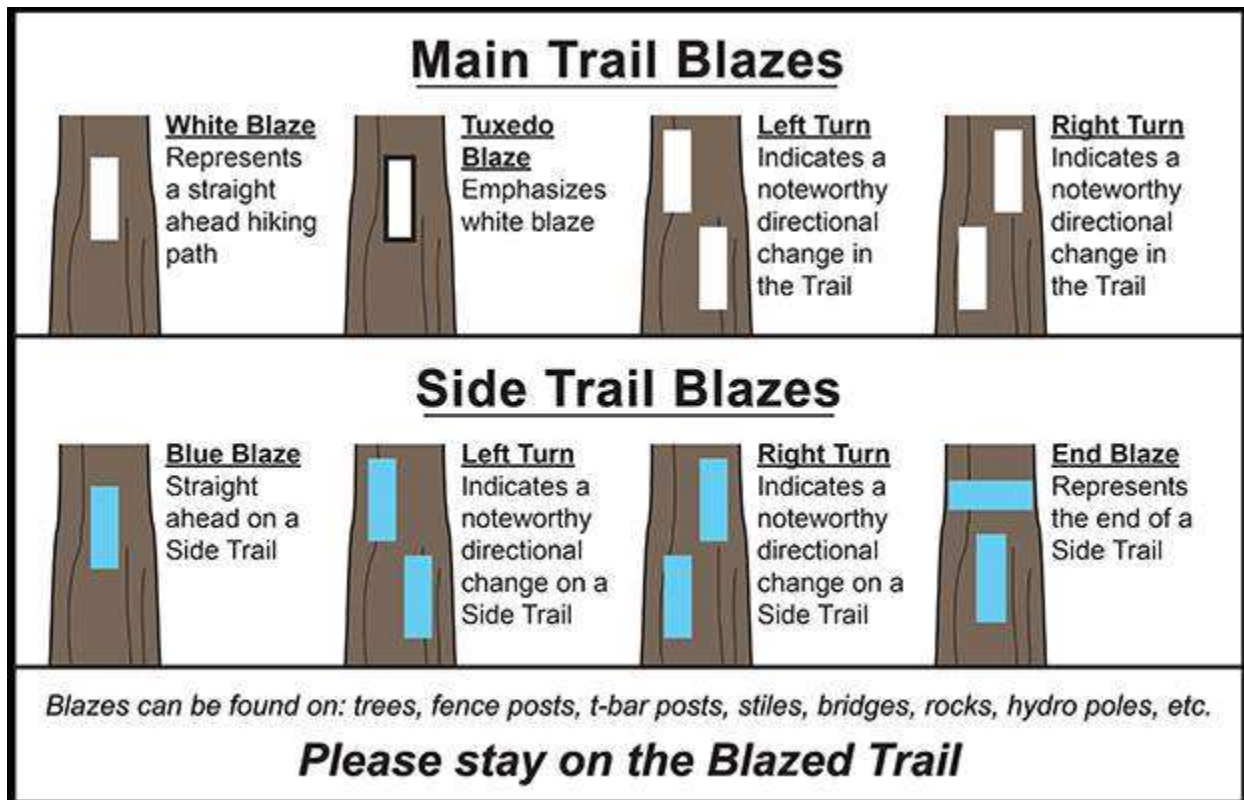 Main Trail Blazes
White Blaze
Represents
a straight
ahead hiking
path
Tuxedo
Blaze
Emphasizes
white blaze
Left Turn
Indicates a
noteworthy
directional
change in
the Trail
Right Turn
Indicates a
noteworthy
directional
change in
the Trail
Side Trail Blazes
Blue Blaze
Straight
ahead on a
Side Trail
Left Turn
Indicates a
noteworthy
directional
change on a
Side Trail
Right Turn
Indicates a
noteworthy
directional
change on a
Side Trail
End Blaze
Represents
the end of a
Side Trail
Blazes can be found on: trees, fence posts, t-bar posts, stiles, bridges, rocks, hydro poles, etc.
Please stay on the Blazed Trail